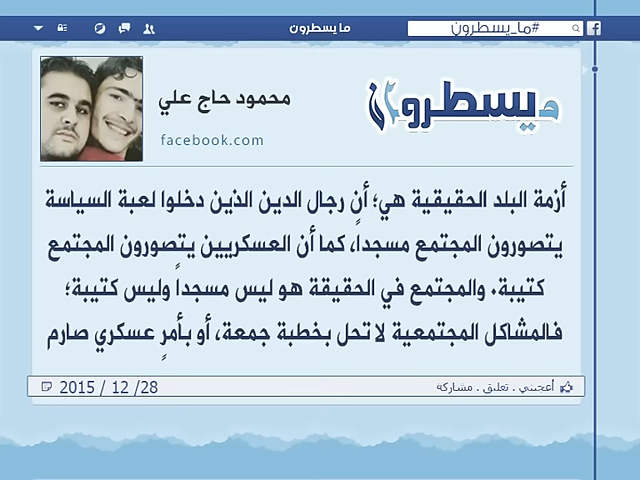 #ما_يسطرون
ما يسطرون
ما يسطرون
محمود حاج علي
facebook.com
أزمة البلد الحقيقية هي؛ أن رجال الدين الذين دخلوا لعبة السياسة
يتصورون المجتمع مسجداً، كما أن العسكريين يتصورون المجتمع
كتيبة. والمجتمع في الحقيقة هو ليس مسجداً وليس كتيبة؛
فالمشاكل المجتمعية لا تحل بخطبة جمعة، أو بأمرٍ عسكري صارم
أعجبني . تعليق . مشاركه
2015 / 12 /28